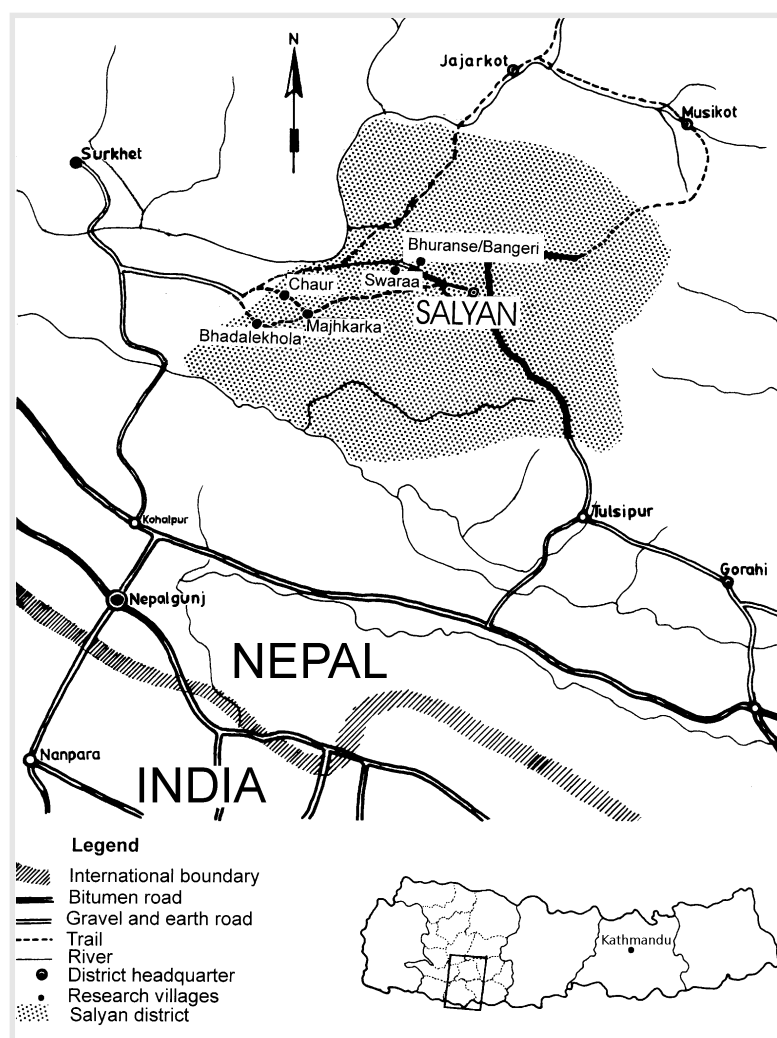 N
Jajarkot
Musikot
Surkhet
Bhuranse/Bangeri
Chaur
Swaraa
SALYAN
Majhkarka
Bhadalekhola
Kohalpur
Tulsipur
Gorahi
Nepalgunj
NEPAL
Nanpara
INDIA
Legend
International boundary
Bitumen road
Gravel and earth road
Trail
River
District headquarter
Research villages
Salyan district
Kathmandu